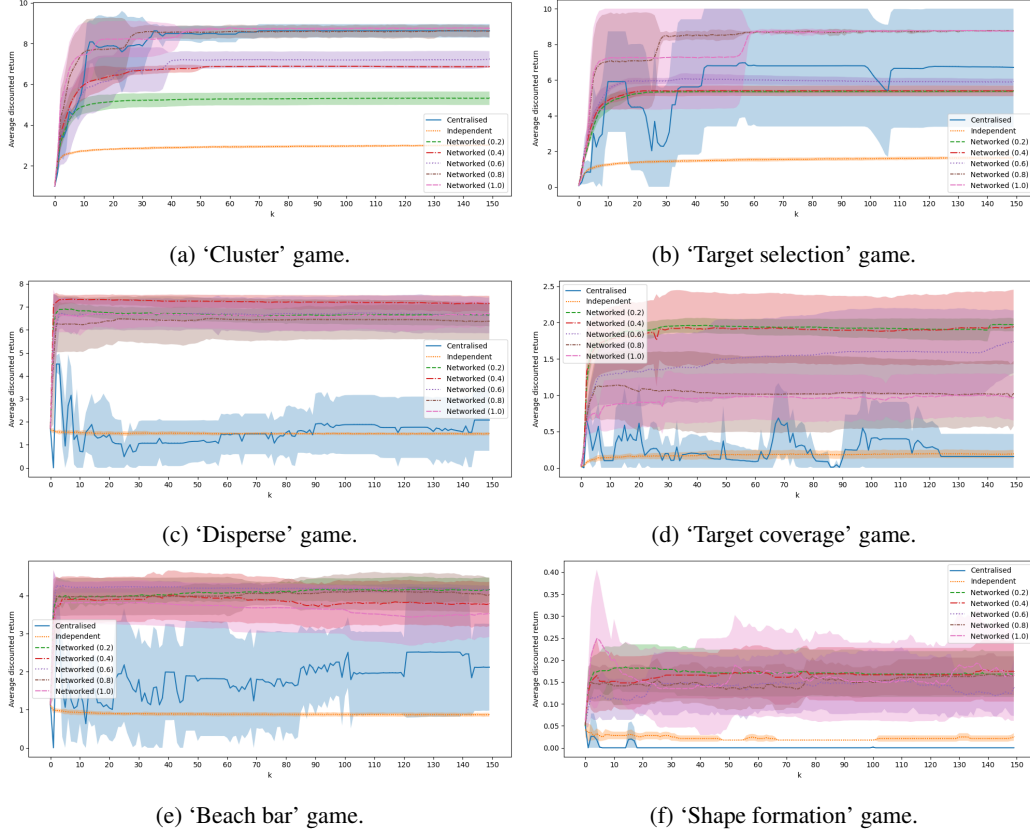 Average discounted return
10
8
6
4
2
0 10 20 30 40 50 60 70 80 90 100 110 120 130 140 150
k
Centralised
Independent
Networked (0.2)
Networked (0.4)
Networked (0.6)
Networked (0.8)
Networked (1.0)
(a) ‘Cluster’ game.
Average discounted return
10
8
6
4
2
0
0 10 20 30 40 50 60 70 80 90 100 110 120 130 140 150
k
Centralised
Independent
Networked (0.2)
Networked (0.4)
Networked (0.6)
Networked (0.8)
Networked (1.0)
(b) ‘Target selection’ game.
Average discounted return
8
7
6
5
4
3
2
1
0
0 10 20 30 40 50 60 70 80 90 100 110 120 130 140 150
k
Centralised
Independent
Networked (0.2)
Networked (0.4)
Networked (0.6)
Networked (0.8)
Networked (1.0)
(c) ‘Disperse’ game.
Average discounted return
2.5
2.0
1.5
1.0
0.5
0.0
0 10 20 30 40 50 60 70 80 90 100 110 120 130 140 150
k
Centralised
Independent
Networked (0.2)
Networked (0.4)
Networked (0.6)
Networked (0.8)
Networked (1.0)
(d) ‘Target coverage’ game.
Average discounted return
4
3
2
1
0
0 10 20 30 40 50 60 70 80 90 100 110 120 130 140 150
k
Centralised
Independent
Networked (0.2)
Networked (0.4)
Networked (0.6)
Networked (0.8)
Networked (1.0)
(e) ‘Beach bar’ game.
Average discounted return
0.40
0.35
0.30
0.25
0.20
0.15
0.10
0.05
0.00
0 10 20 30 40 50 60 70 80 90 100 110 120 130 140 150
k
Centralised
Independent
Networked (0.2)
Networked (0.4)
Networked (0.6)
Networked (0.8)
Networked (1.0)
(f) ‘Shape formation’ game.